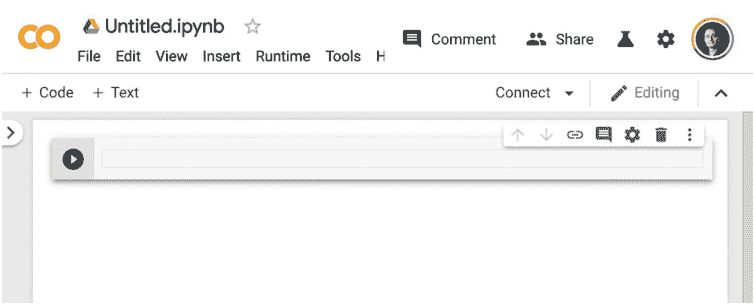 CO Untitled.ipynb
File Edit View Insert Runtime Tools H
Comment Share
+ Code + Text
Connect Editing